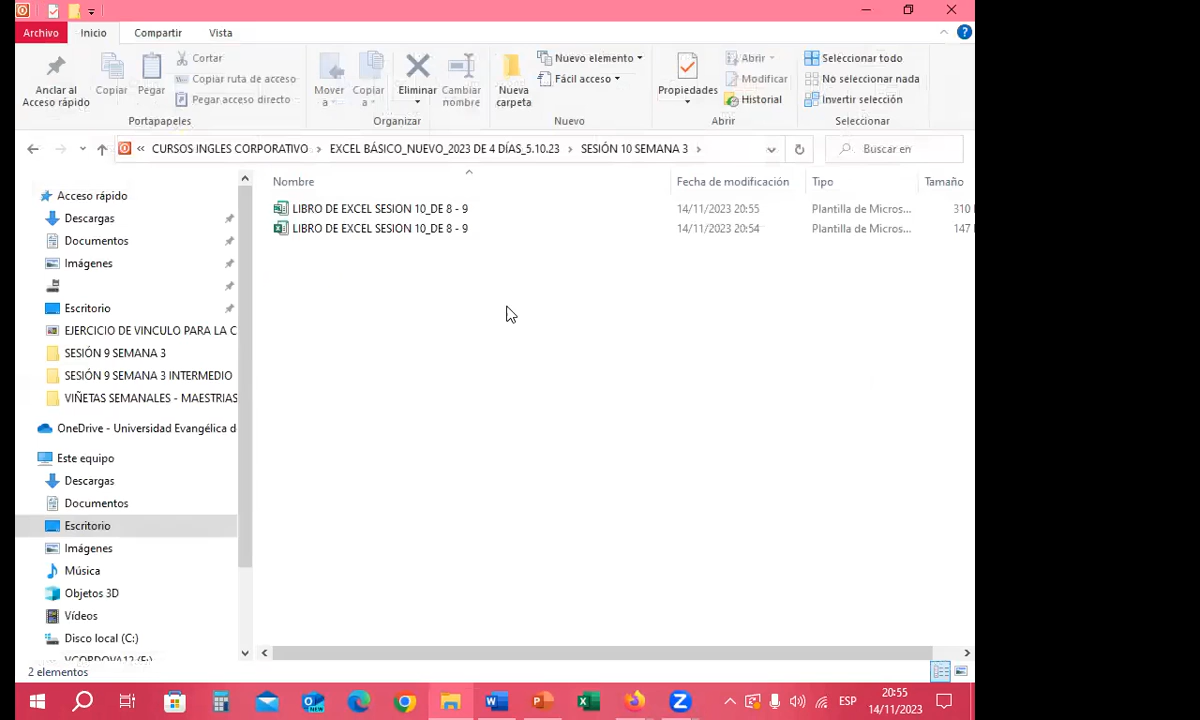 Archivo Inicio Compartir Vista
Anclar al Acceso rápido
Copiar
Pegar
Cortar
Copiar ruta de acceso
Pegar acceso directo
Portapapeles
Mover a
Copiar a
Eliminar
Cambiar nombre
Organizar
Nueva carpeta
Nuevo elemento
Fácil acceso
Nuevo
Propiedades
Abrir
Modificar
Historial
Abrir
Seleccionar todo
No seleccionar nada
Invertir selección
Seleccionar
« CURSOS INGLES CORPORATIVO › EXCEL BÁSICO_NUEVO_2023 DE 4 DÍAS_5.10.23 › SESIÓN 10 SEMANA 3 ›
Buscar en
Nombre Fecha de modificación Tipo Tamaño
LIBRO DE EXCEL SESION 10_DE 8 - 9 14/11/2023 20:55 Plantilla de Micros... 310
LIBRO DE EXCEL SESION 10_DE 8 - 9 14/11/2023 20:54 Plantilla de Micros... 147
Acceso rápido
Descargas
Documentos
Imágenes
Escritorio
EJERCICIO DE VINCULO PARA LA C
SESIÓN 9 SEMANA 3
SESIÓN 9 SEMANA 3 INTERMEDIO
VIÑETAS SEMANALES - MAESTRIAS
OneDrive - Universidad Evangélica d
Este equipo
Descargas
Documentos
Escritorio
Imágenes
Música
Objetos 3D
Vídeos
Disco local (C:)
2 elementos
ESP
20:55
14/11/2023